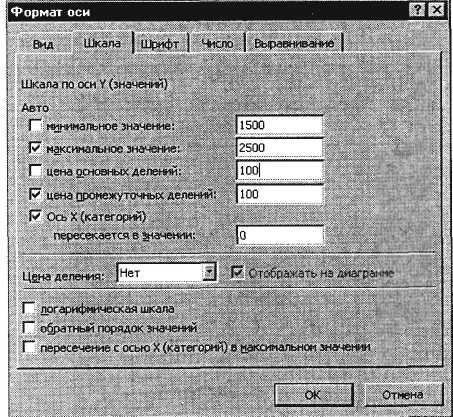 Формат оси
Вид Шкала Шрифт Число Выравнивание
Шкала по оси Y (значений)
Авто
минимальное значение: 1500
максимальное значение: 2500
цена основных делений: 100
цена промежуточных делений: 100
Ось X (категорий)
пересекается в значении: 0
Цена деления: Нет Отображать на диаграмме
логарифмическая шкала
обратный порядок значений
пересечение с осью X (категорий) в максимальном значении
ОК Отмена